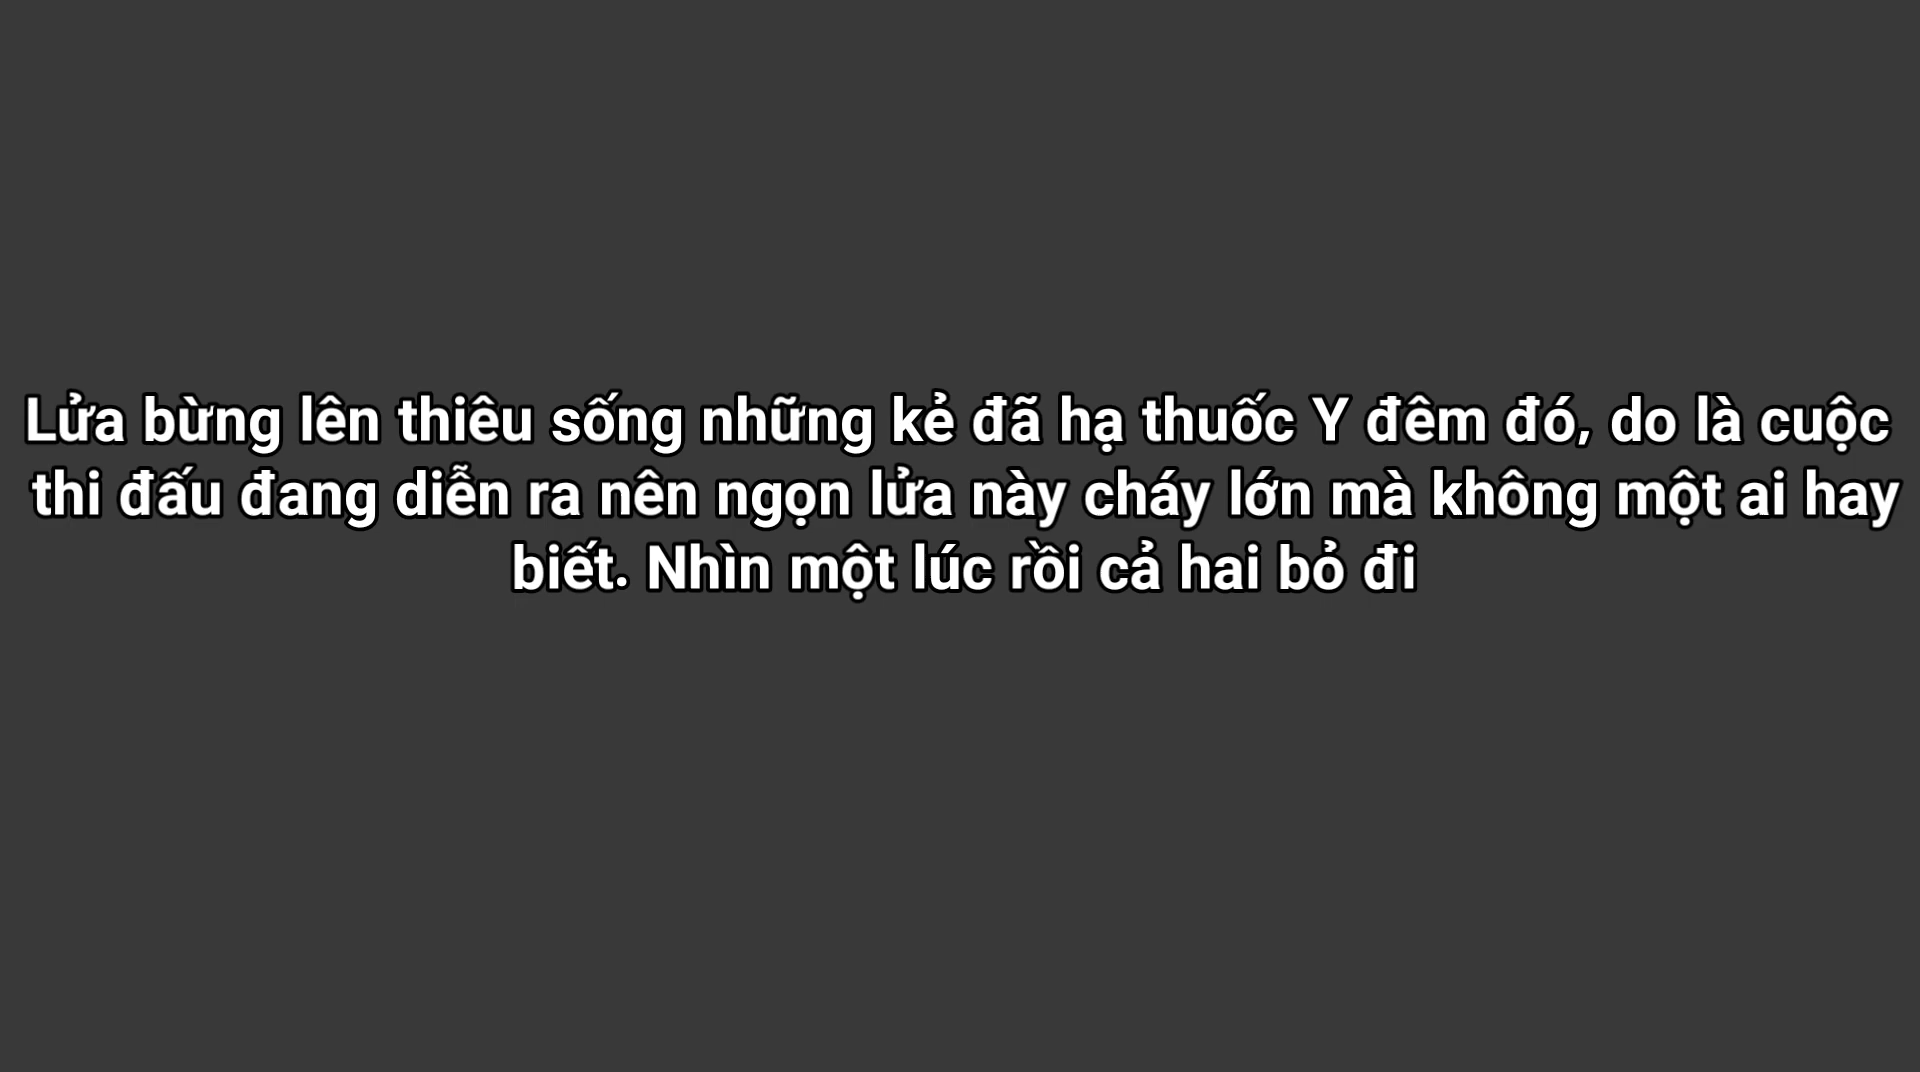 Lửa bừng lên thiêu sống những kẻ đã hạ thuốc Y đêm đó, do là cuộc
thi đấu đang diễn ra nên ngọn lửa này cháy lớn mà không một ai hay
biết. Nhìn một lúc rồi cả hai bỏ đi